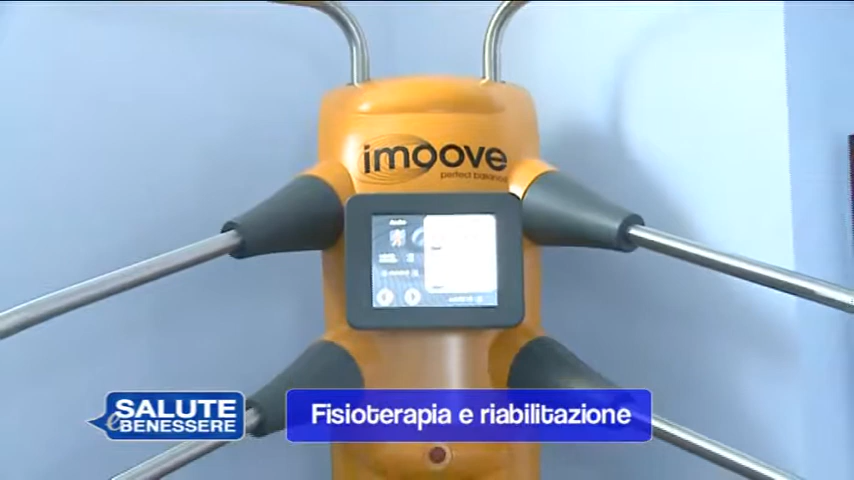 imoove
perfect balance
SALUTE
e BENESSERE
Fisioterapia e riabilitazione